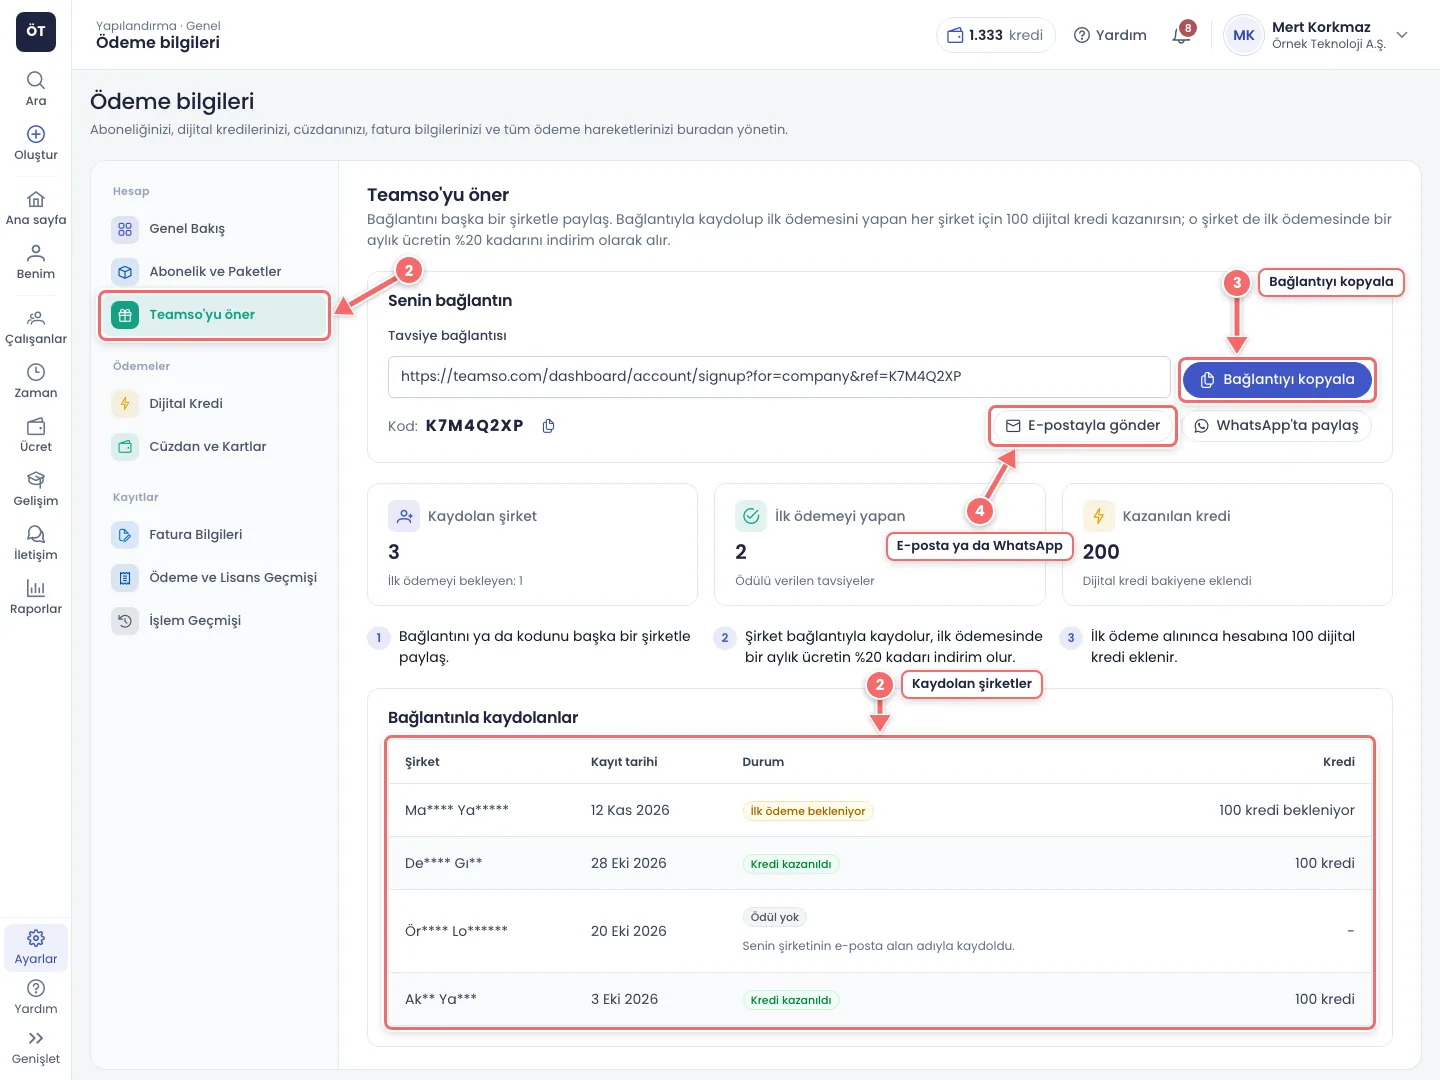 ÖT
Ara
Oluştur
Ana sayfa
Benim
Çalışanlar
Zaman
Ücret
Gelişim
İletişim
Raporlar
Ayarlar
Yardım
Genişlet
Yapılandırma · Genel
Ödeme bilgileri
1.333 kredi
Yardım
8
MK
Mert Korkmaz
Örnek Teknoloji A.Ş.
Ödeme bilgileri
Aboneliğinizi, dijital kredilerinizi, cüzdanınızı, fatura bilgilerinizi ve tüm ödeme hareketlerinizi buradan yönetin.
Hesap
Genel Bakış
Abonelik ve Paketler
Teamso'yu öner
Ödemeler
Dijital Kredi
Cüzdan ve Kartlar
Kayıtlar
Fatura Bilgileri
Ödeme ve Lisans Geçmişi
İşlem Geçmişi
Teamso'yu öner
Bağlantını başka bir şirketle paylaş. Bağlantıyla kaydolup ilk ödemesini yapan her şirket için 100 dijital kredi kazanırsın; o şirket de ilk ödemesinde bir
aylık ücretin %20 kadarını indirim olarak alır.
2
3
Bağlantıyı kopyala
Senin bağlantın
Tavsiye bağlantısı
https://teamso.com/dashboard/account/signup?for=company&ref=K7M4Q2XP
Bağlantıyı kopyala
Kod: K7M4Q2XP
E-postayla gönder
WhatsApp'ta paylaş
4
E-posta ya da WhatsApp
Kaydolan şirket
3
İlk ödemeyi bekleyen: 1
İlk ödemeyi yapan
2
Ödülü verilen tavsiyeler
Kazanılan kredi
200
Dijital kredi bakiyene eklendi
1
Bağlantını ya da kodunu başka bir şirketle
paylaş.
2
Şirket bağlantıyla kaydolur, ilk ödemesinde
bir aylık ücretin %20 kadarı indirim olur.
3
İlk ödeme alınınca hesabına 100 dijital
kredi eklenir.
2
Kaydolan şirketler
Bağlantınla kaydolanlar
Şirket Kayıt tarihi Durum Kredi
Ma**** Ya***** 12 Kas 2026 İlk ödeme bekleniyor 100 kredi bekleniyor
De**** Gı** 28 Eki 2026 Kredi kazanıldı 100 kredi
Ör**** Lo****** 20 Eki 2026 Ödül yok -
Senin şirketinin e-posta alan adıyla kaydoldu.
Ak** Ya*** 3 Eki 2026 Kredi kazanıldı 100 kredi